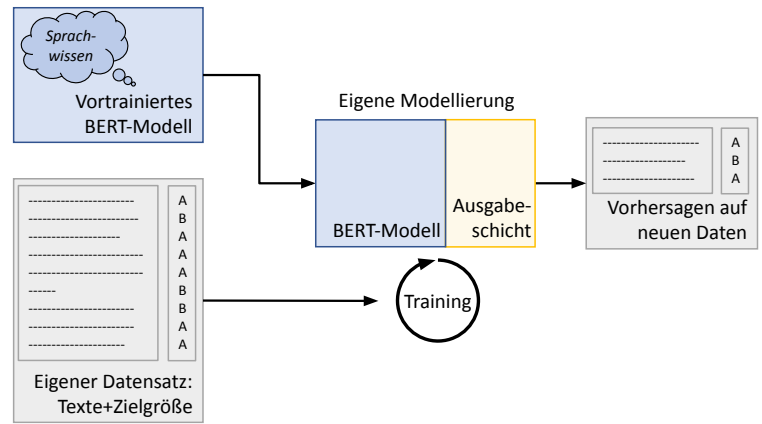 Sprach-
wissen
Vortrainiertes
BERT-Modell
Eigene Modellierung
BERT-Modell
Ausgabe-
schicht
Training
A
B
A
Vorhersagen auf
neuen Daten
A
B
A
A
A
B
B
A
A
Eigener Datensatz:
Texte+Zielgröße